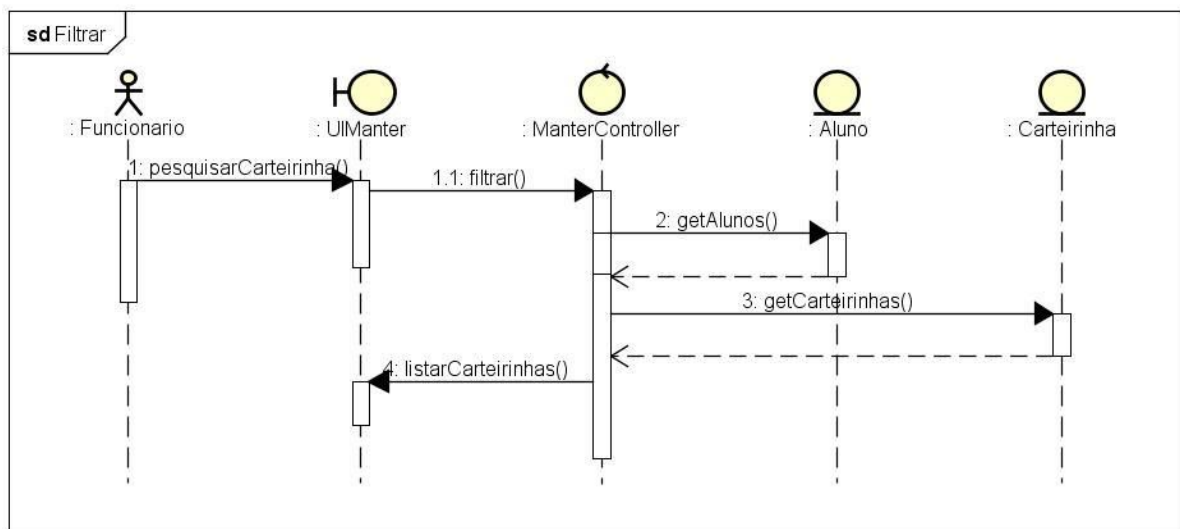 sd Filtrar
: Funcionario
: UIManter
: ManterController
: Aluno
: Carteirinha
1: pesquisarCarteirinha()
1.1: filtrar()
2: getAlunos()
3: getCarteirinhas()
4: listarCarteirinhas()